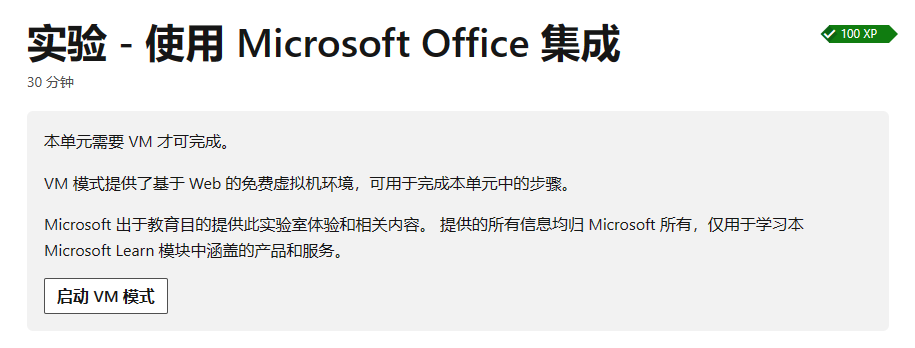 实验 - 使用 Microsoft Office 集成
100 XP
30 分钟
本单元需要 VM 才可完成。
VM 模式提供了基于 Web 的免费虚拟机环境，可用于完成本单元中的步骤。
Microsoft 出于教育目的提供此实验室体验和相关内容。 提供的所有信息均归 Microsoft 所有，仅用于学习本
Microsoft Learn 模块中涵盖的产品和服务。
启动 VM 模式